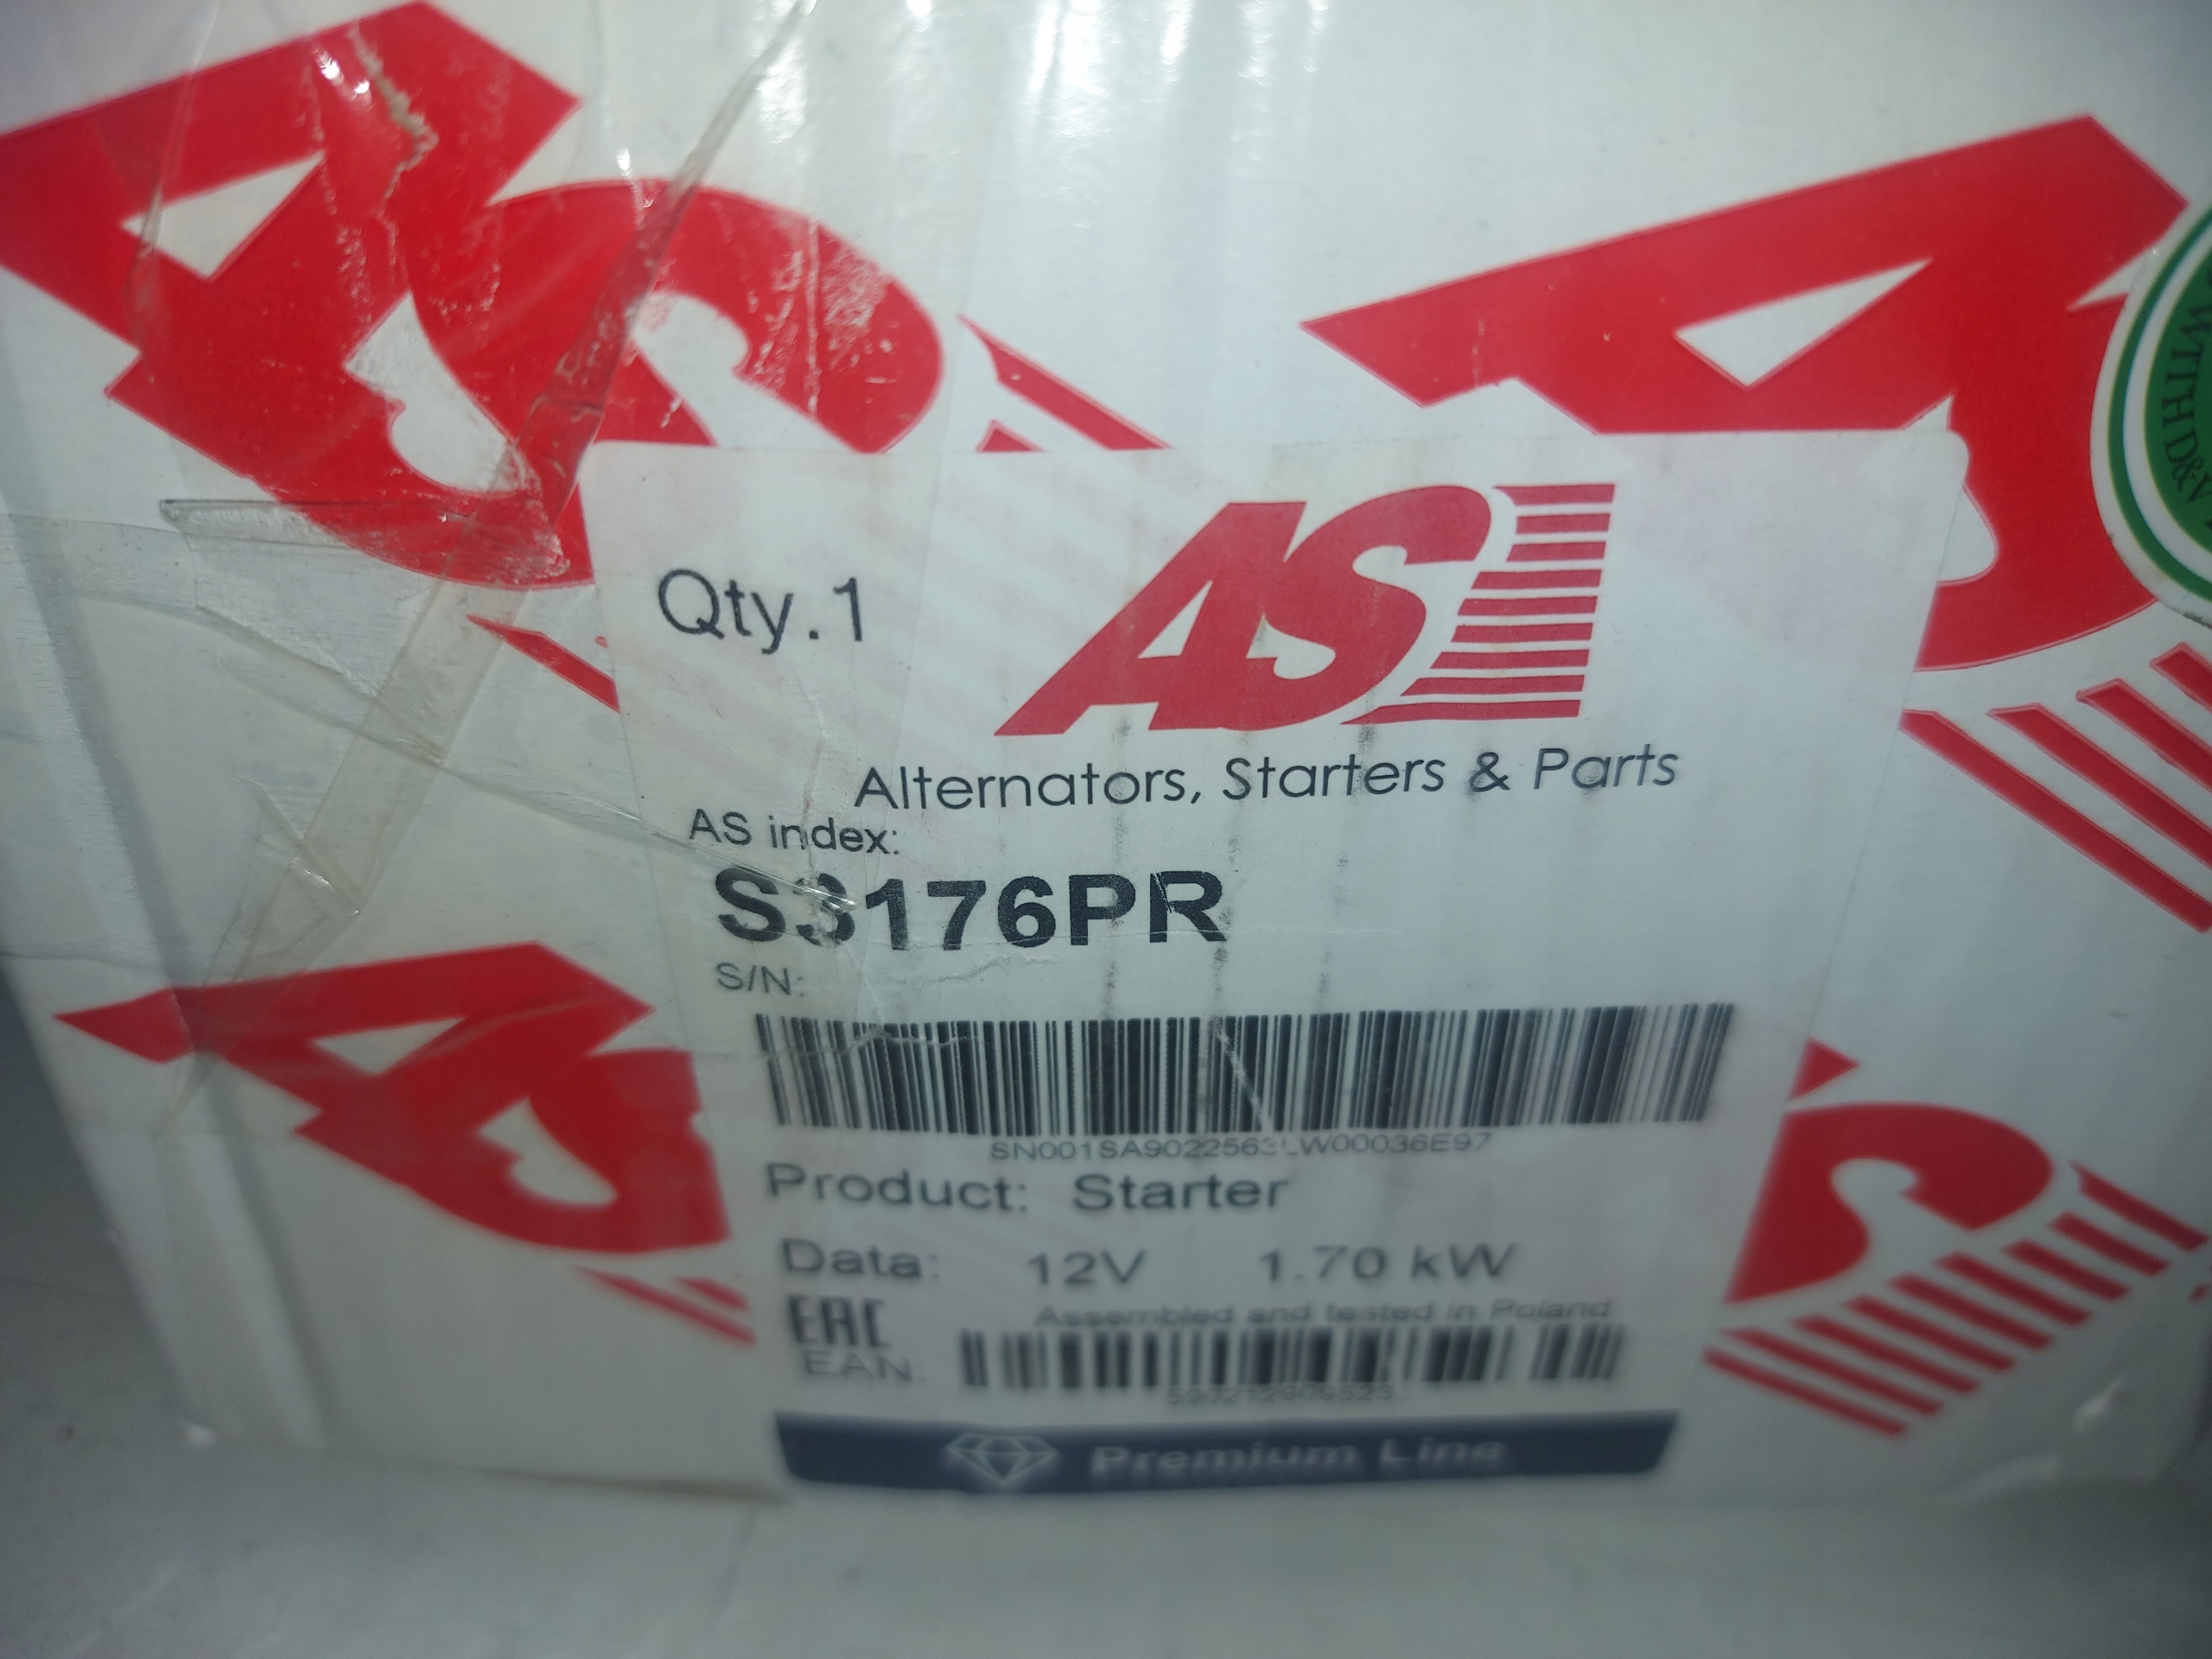 AS
Qty.1
Alternators, Starters & Parts
AS index:
S3176PR
S/N:
Product: Starter
Data: 12V 1.70 kW
EAC
Assembled and tested in Poland
EAN:
Premium Line